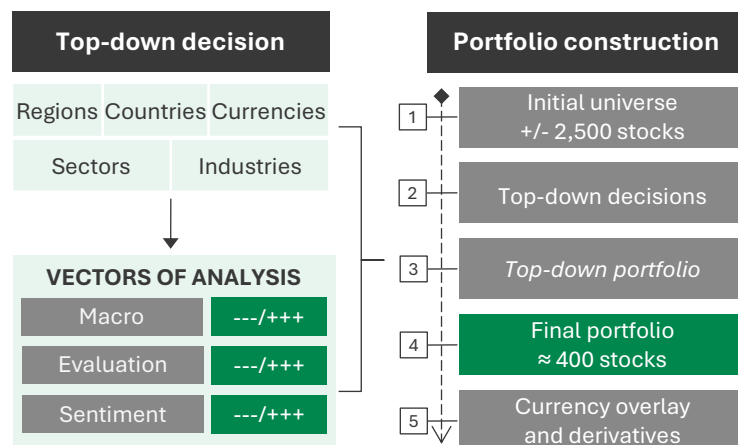 Top-down decision
Regions Countries Currencies
Sectors Industries
VECTORS OF ANALYSIS
Macro ---/+++
Evaluation ---/+++
Sentiment ---/+++
Portfolio construction
1 Initial universe
+/- 2,500 stocks
2 Top-down decisions
3 Top-down portfolio
4 Final portfolio
≈ 400 stocks
5 Currency overlay
and derivatives